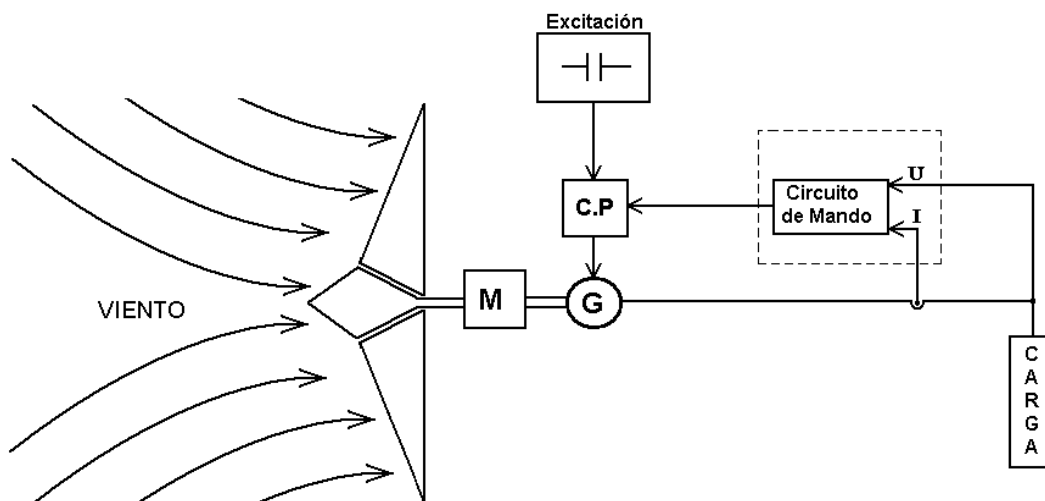 Excitación
C.P
Circuito
de Mando
U
I
VIENTO
M
G
C
A
R
G
A